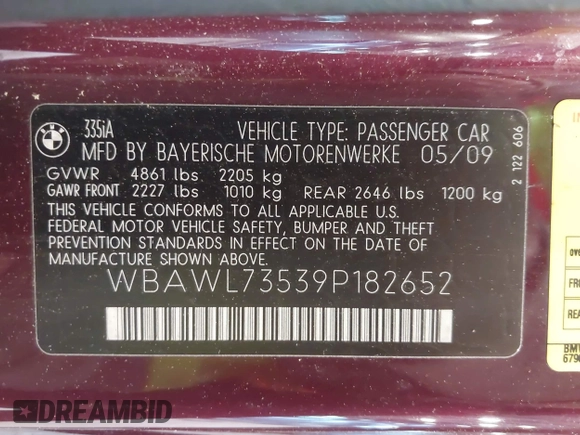 335iA VEHICLE TYPE: PASSENGER CAR
MFD BY BAYERISCHE MOTORENWERKE 05/09
GVWR 4861 lbs 2205 kg
GAWR FRONT 2227 lbs 1010 kg REAR 2646 lbs 1200 kg
THIS VEHICLE CONFORMS TO ALL APPLICABLE U.S.
FEDERAL MOTOR VEHICLE SAFETY, BUMPER AND THEFT
PREVENTION STANDARDS IN EFFECT ON THE DATE OF
MANUFACTURE SHOWN ABOVE.
WBAWL73539P182652
2 122 606
BMW
DREAMBID